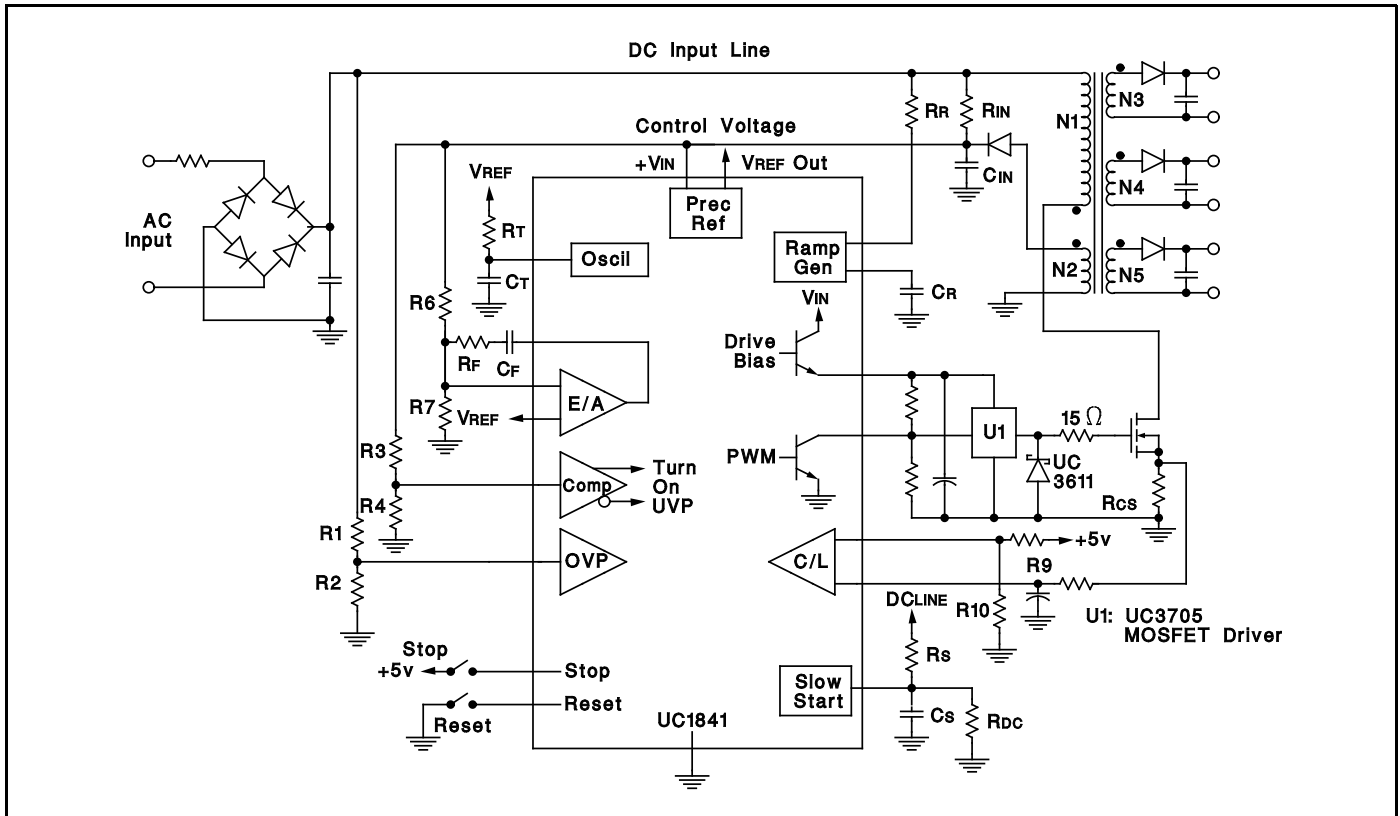 DC Input Line
N3
RR
RIN
N1
Control Voltage
+VIN
VREF Out
CIN
VREF
N4
Prec
Ref
AC
Input
RT
Oscil
Ramp
Gen
N2
N5
CT
R6
CR
VIN
RF
CF
Drive
Bias
E/A
R7
VREF
U1
15 Ω
R3
PWM
UC
3611
Comp
Turn
On
UVP
R4
RCS
R1
OVP
C/L
+5v
R2
R9
DCLINE
R10
U1: UC3705
MOSFET Driver
Stop
+5v
Stop
RS
Slow
Start
Reset
Reset
UC1841
CS
RDC